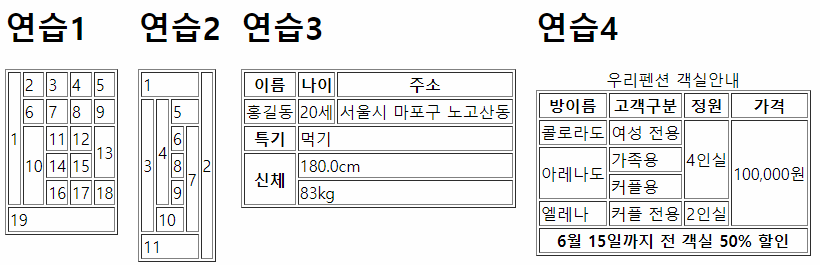 연습1
1 2 3 4 5
6 7 8 9
10 11 12 13
14 15
16 17 18
19
연습2
1 2
3 4 5
6 7
8
9
10
11
연습3
이름 나이 주소
홍길동 20세 서울시 마포구 노고산동
특기 먹기
신체 180.0cm
83kg
연습4
우리펜션 객실안내
방이름 고객구분 정원 가격
콜로라도 여성 전용 4인실 100,000원
아레나도 가족용
커플용
엘레나 커플 전용 2인실
6월 15일까지 전 객실 50% 할인